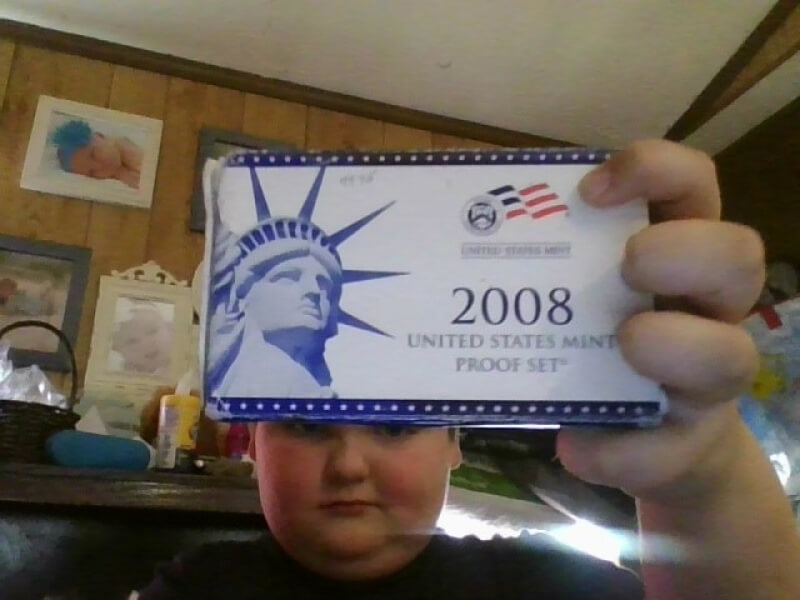 UNITED STATES MINT
2008
UNITED STATES MINT
PROOF SET®